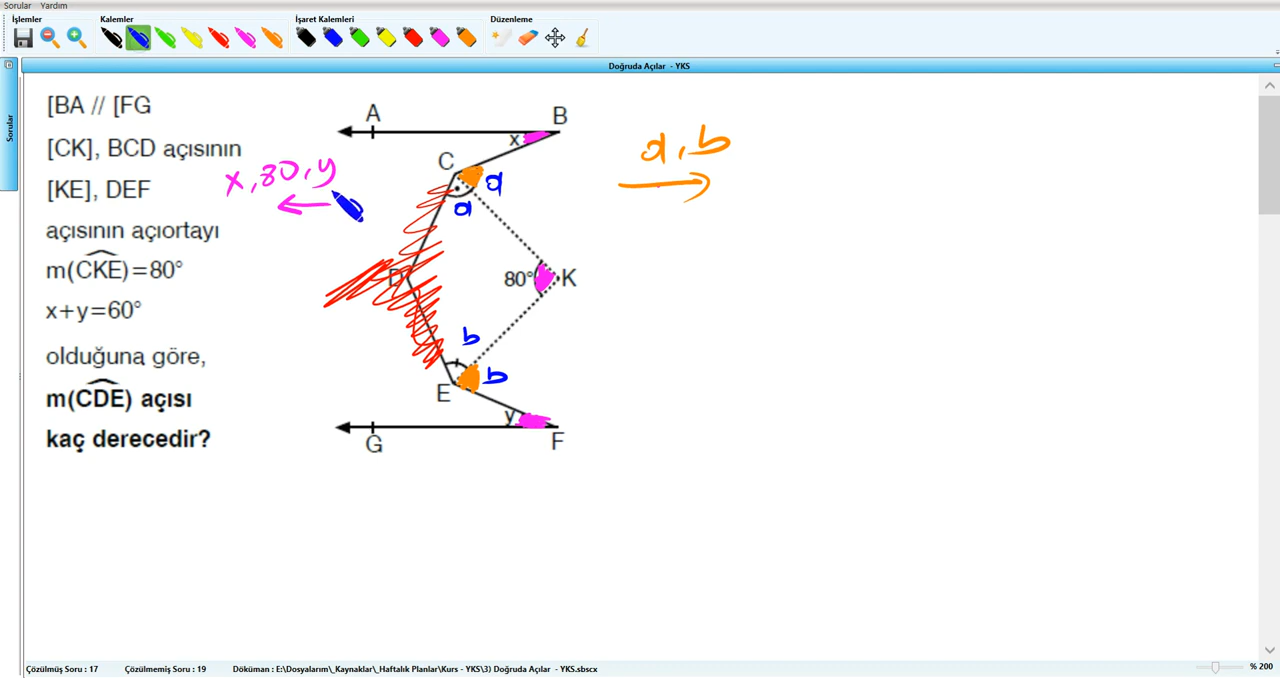 Sorular Yardım
İşlemler Kalemler İşaret Kalemleri Düzenleme
Doğruda Açılar - YKS
Sorular
[BA // [FG
[CK], BCD açısının
[KE], DEF
açısının açıortayı
m(CKE)=80°
x+y=60°
olduğuna göre,
m(CDE) açısı
kaç derecedir?
x, 80, y
A B
x
C
a
a
D
80° K
b
b
E
y
G F
a, b
Çözülmüş Soru : 17 Çözülmemiş Soru : 19 Döküman : E:\Dosyalarım\_Kaynaklar\_Haftalık Planlar\Kurs - YKS\3) Doğruda Açılar - YKS.sbscx % 200